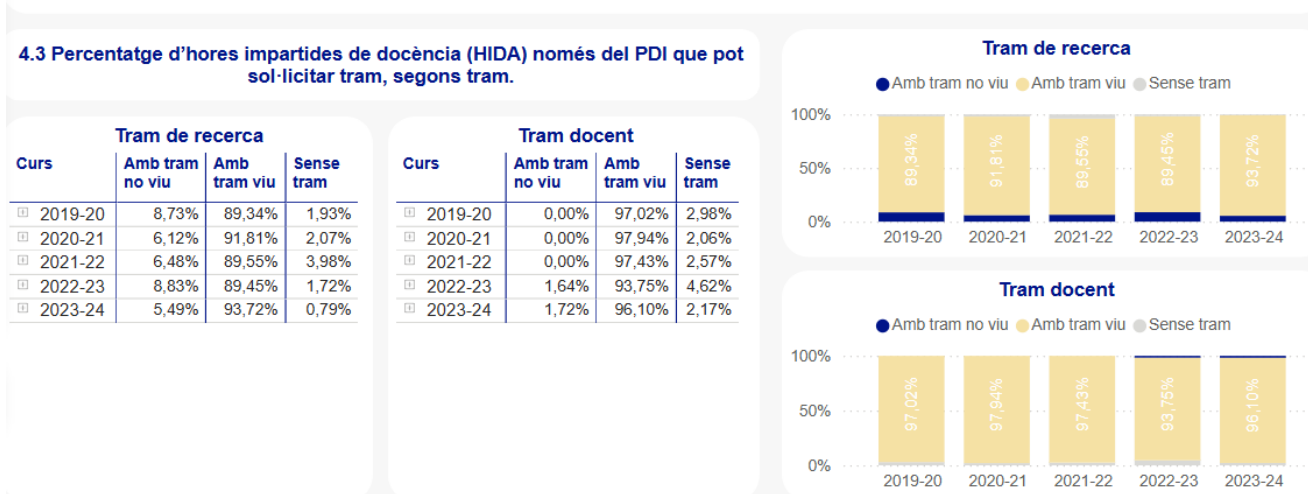 4.3 Percentatge d’hores impartides de docència (HIDA) només del PDI que pot
sol·licitar tram, segons tram.
Tram de recerca
Curs Amb tram no viu Amb tram viu Sense tram
2019-20 8,73% 89,34% 1,93%
2020-21 6,12% 91,81% 2,07%
2021-22 6,48% 89,55% 3,98%
2022-23 8,83% 89,45% 1,72%
2023-24 5,49% 93,72% 0,79%
Tram docent
Curs Amb tram no viu Amb tram viu Sense tram
2019-20 0,00% 97,02% 2,98%
2020-21 0,00% 97,94% 2,06%
2021-22 0,00% 97,43% 2,57%
2022-23 1,64% 93,75% 4,62%
2023-24 1,72% 96,10% 2,17%
Tram de recerca
Amb tram no viu Amb tram viu Sense tram
100%
50%
0%
89,34% 91,81% 89,55% 89,45% 93,72%
2019-20 2020-21 2021-22 2022-23 2023-24
Tram docent
Amb tram no viu Amb tram viu Sense tram
100%
50%
0%
97,02% 97,94% 97,43% 93,75% 96,10%
2019-20 2020-21 2021-22 2022-23 2023-24